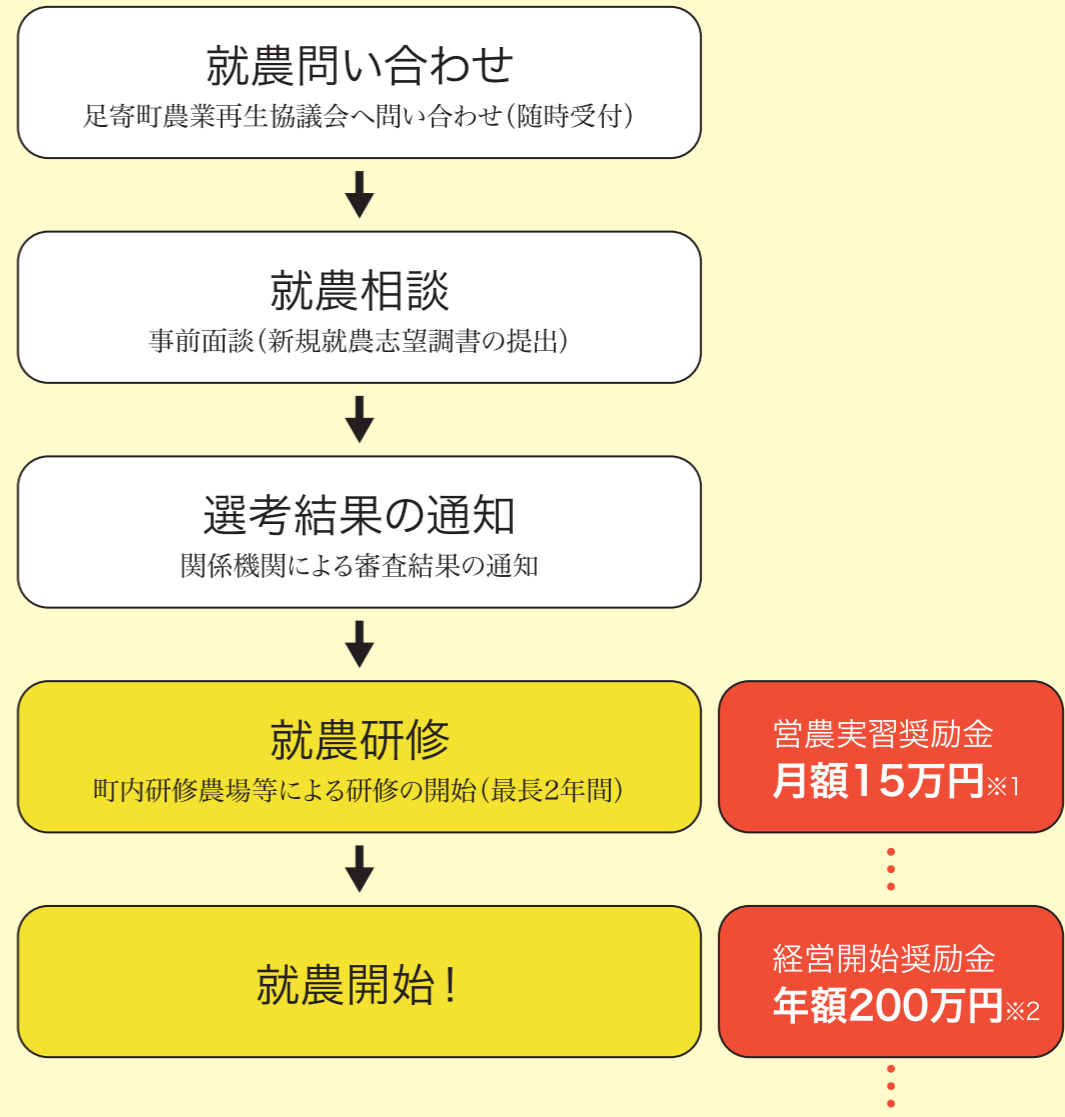 就農問い合わせ
足寄町農業再生協議会へ問い合わせ(随時受付)
就農相談
事前面談(新規就農志望調書の提出)
選考結果の通知
関係機関による審査結果の通知
就農研修
町内研修農場等による研修の開始(最長2年間)
営農実習奨励金
月額15万円※1
就農開始!
経営開始奨励金
年額200万円※2